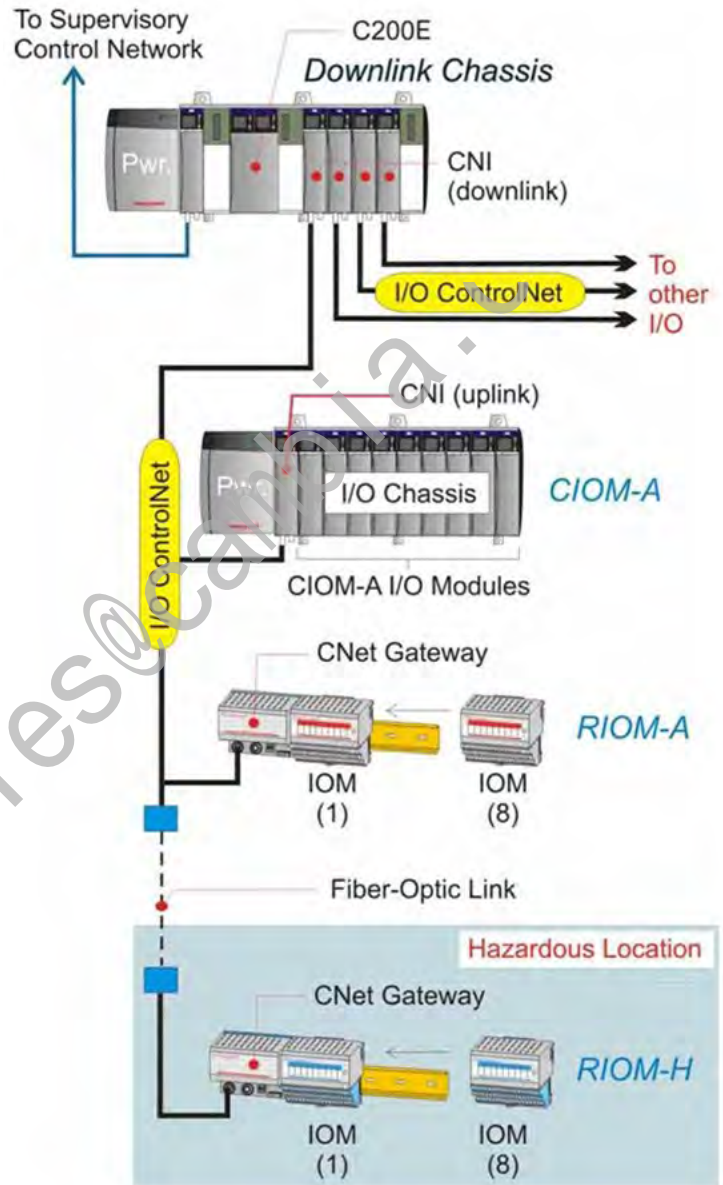 To Supervisory
Control Network
C200E
Downlink Chassis
Pwr.
CNI
(downlink)
To
other
I/O
I/O ControlNet
CNI (uplink)
Pwr.
I/O Chassis
CIOM-A
I/O ControlNet
CIOM-A I/O Modules
CNet Gateway
RIOM-A
IOM
(1)
IOM
(8)
Fiber-Optic Link
Hazardous Location
CNet Gateway
RIOM-H
IOM
(1)
IOM
(8)